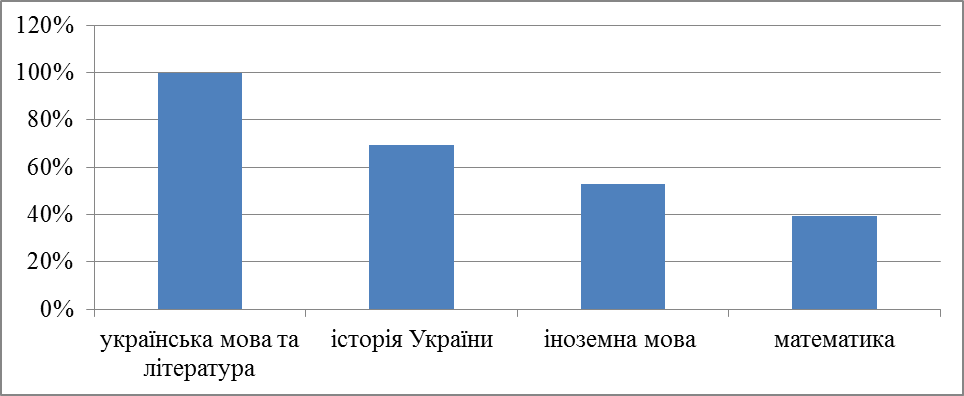 120%
100%
80%
60%
40%
20%
0%
українська мова та
література
історія України
іноземна мова
математика